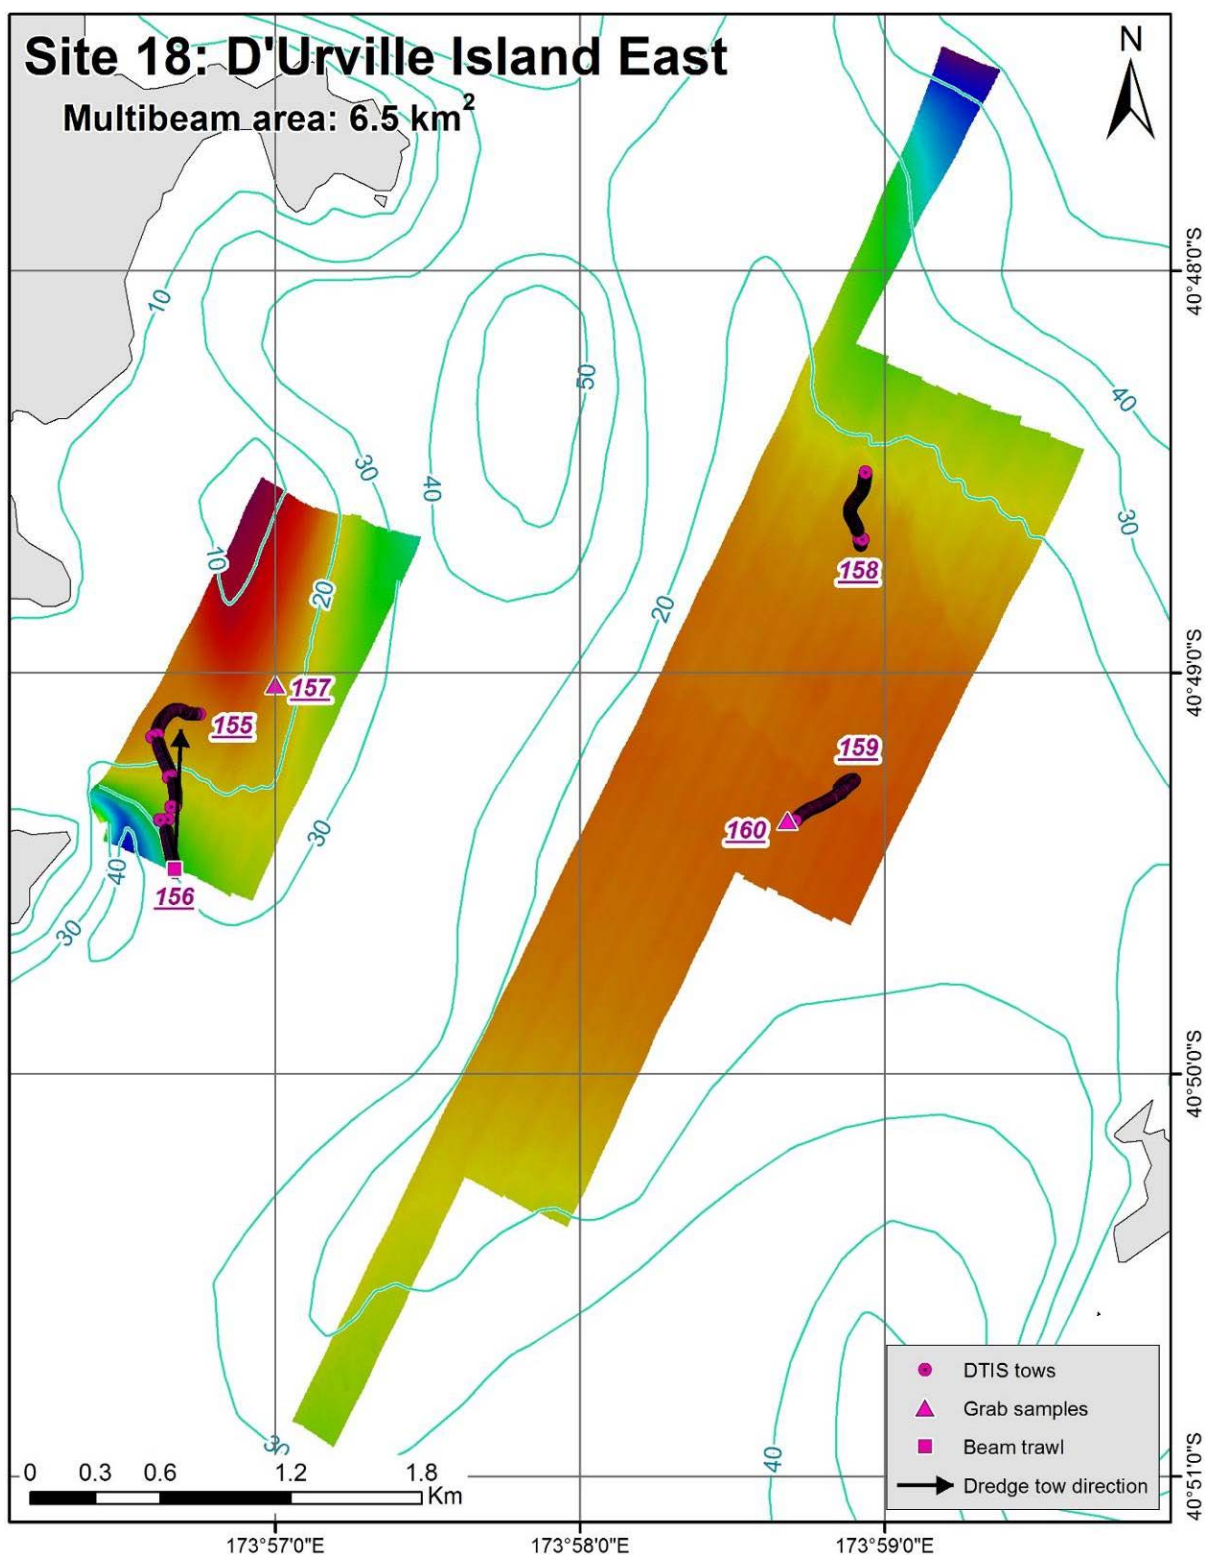 Site 18: D'Urville Island East
Multibeam area: 6.5 km²
N
40°48'0"S
10
50
40
30
40
30
10
20
20
158
40°49'0"S
157
155
159
160
30
40
156
30
40°50'0"S
30
40
DTIS tows
Grab samples
Beam trawl
Dredge tow direction
0 0.3 0.6 1.2 1.8
Km
40°51'0"S
173°57'0"E 173°58'0"E 173°59'0"E